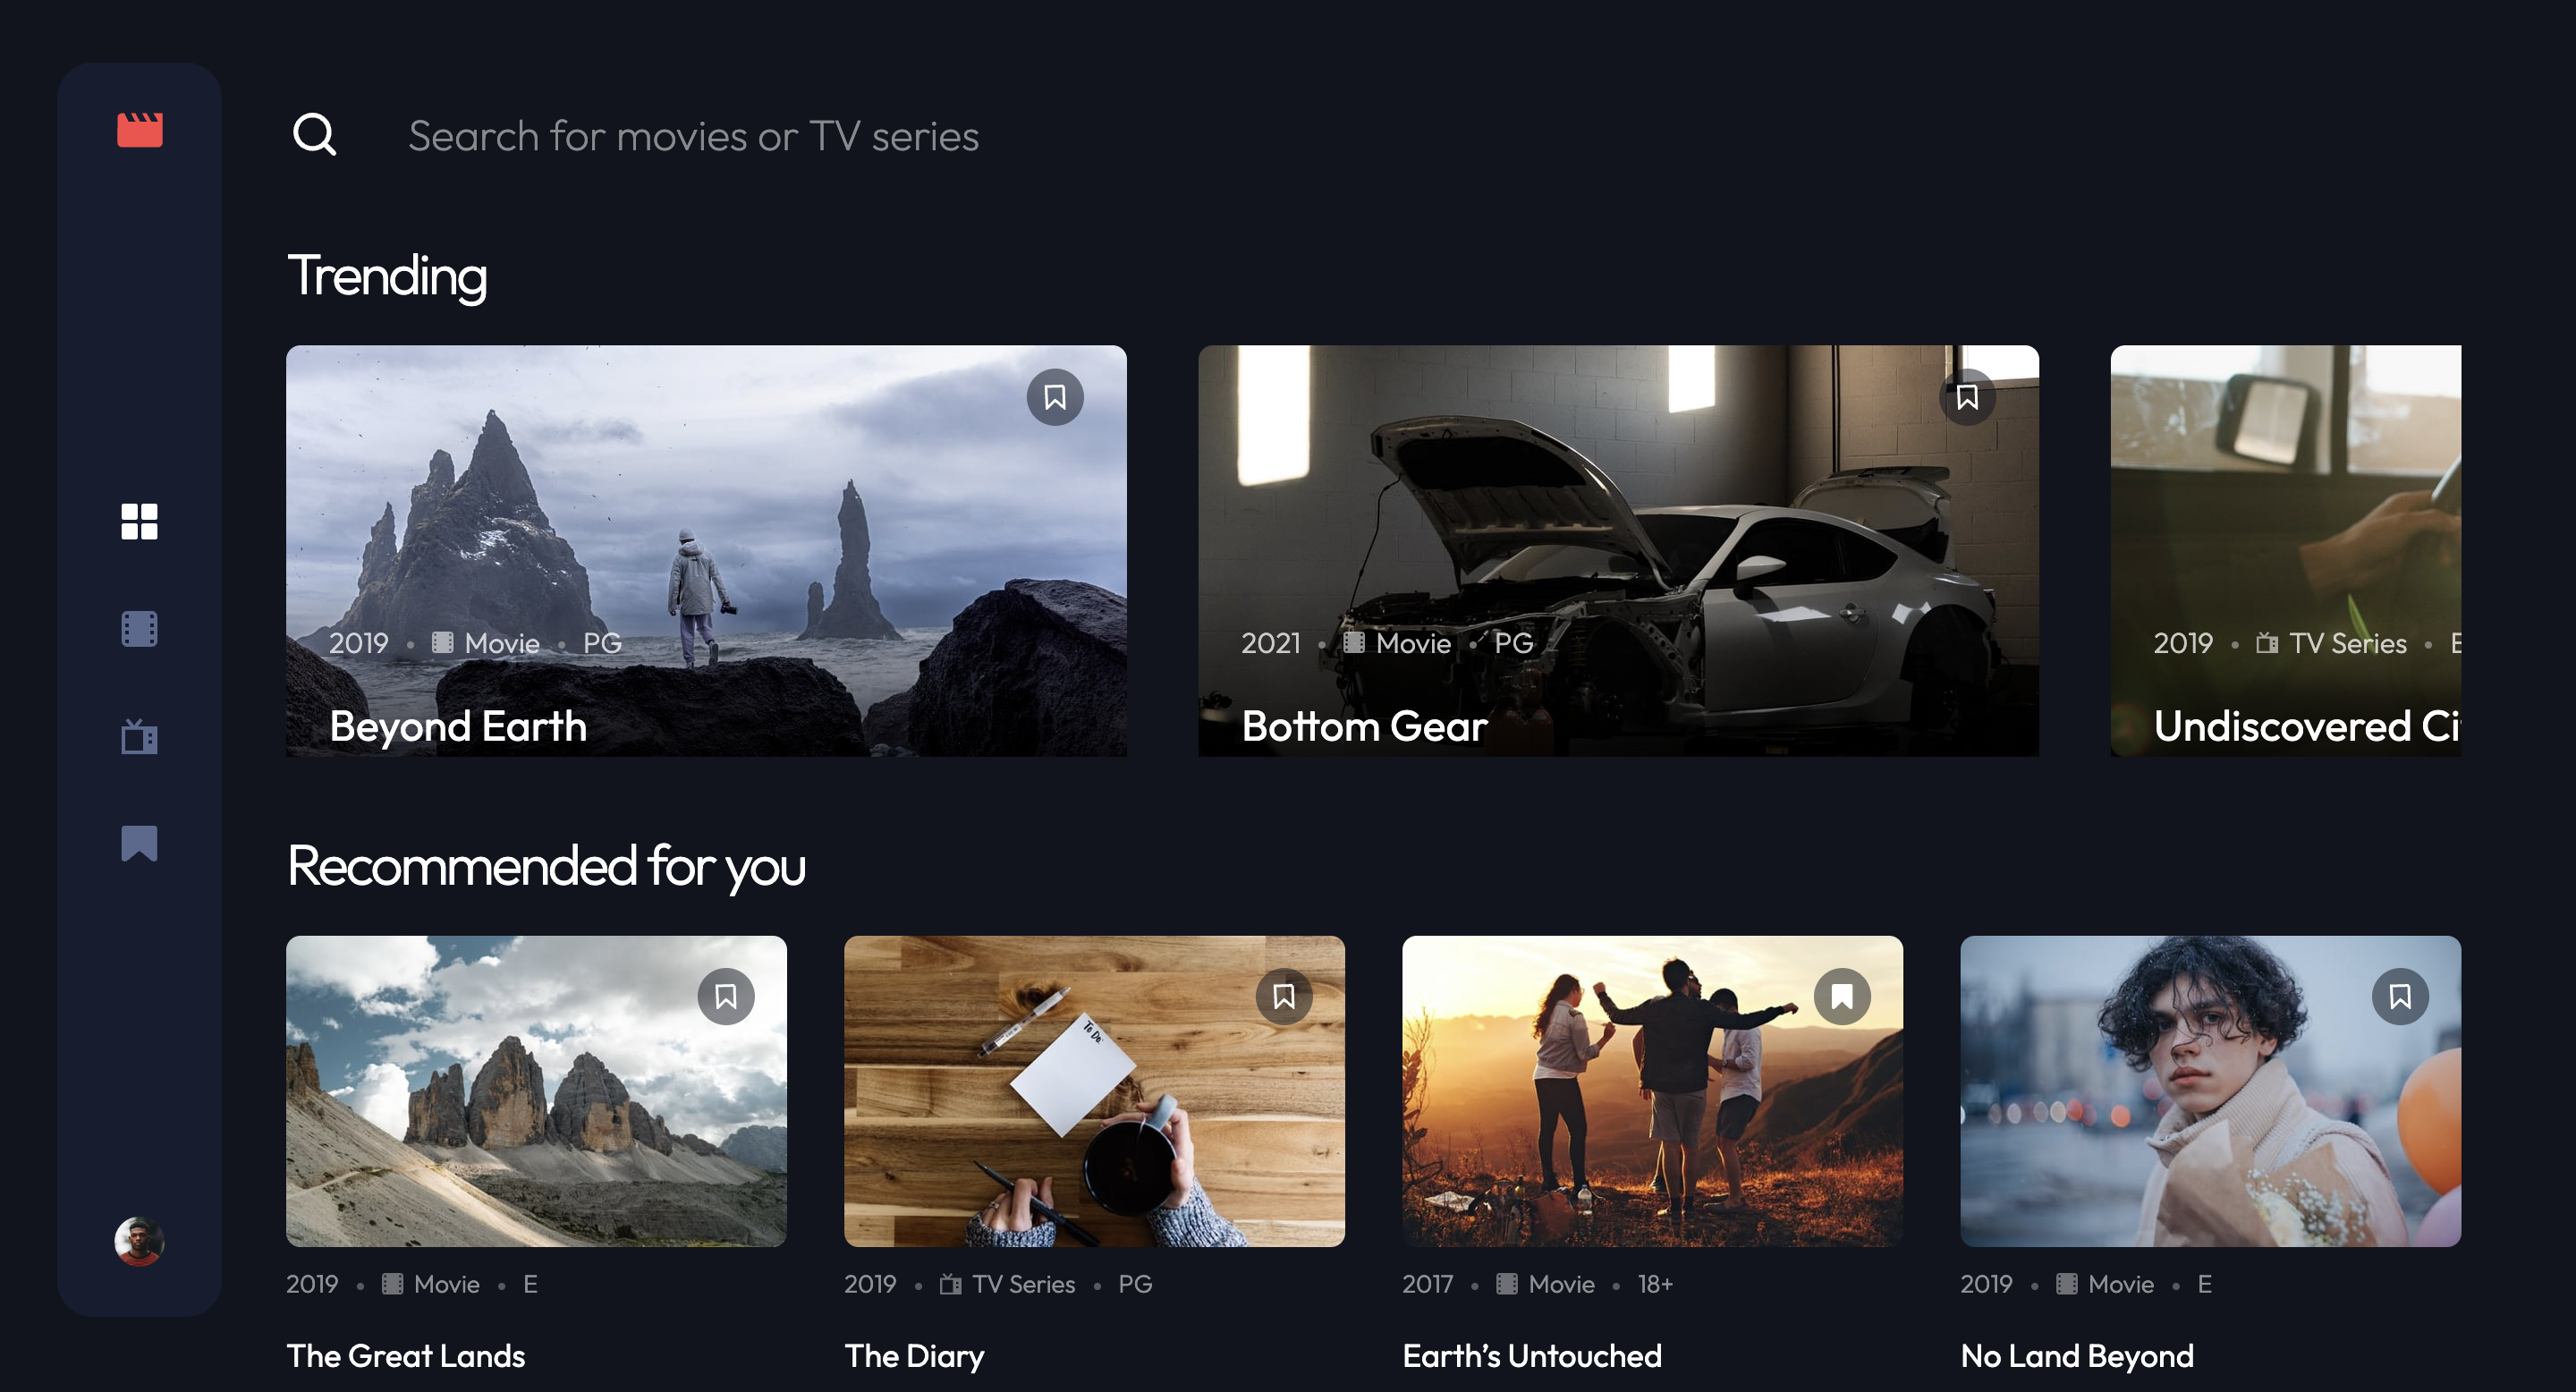 Search for movies or TV series
Trending
2019 • Movie • PG
Beyond Earth
2021 • Movie • PG
Bottom Gear
2019 • TV Series • E
Undiscovered Ci
Recommended for you
To Do:
2019 • Movie • E
The Great Lands
2019 • TV Series • PG
The Diary
2017 • Movie • 18+
Earth’s Untouched
2019 • Movie • E
No Land Beyond